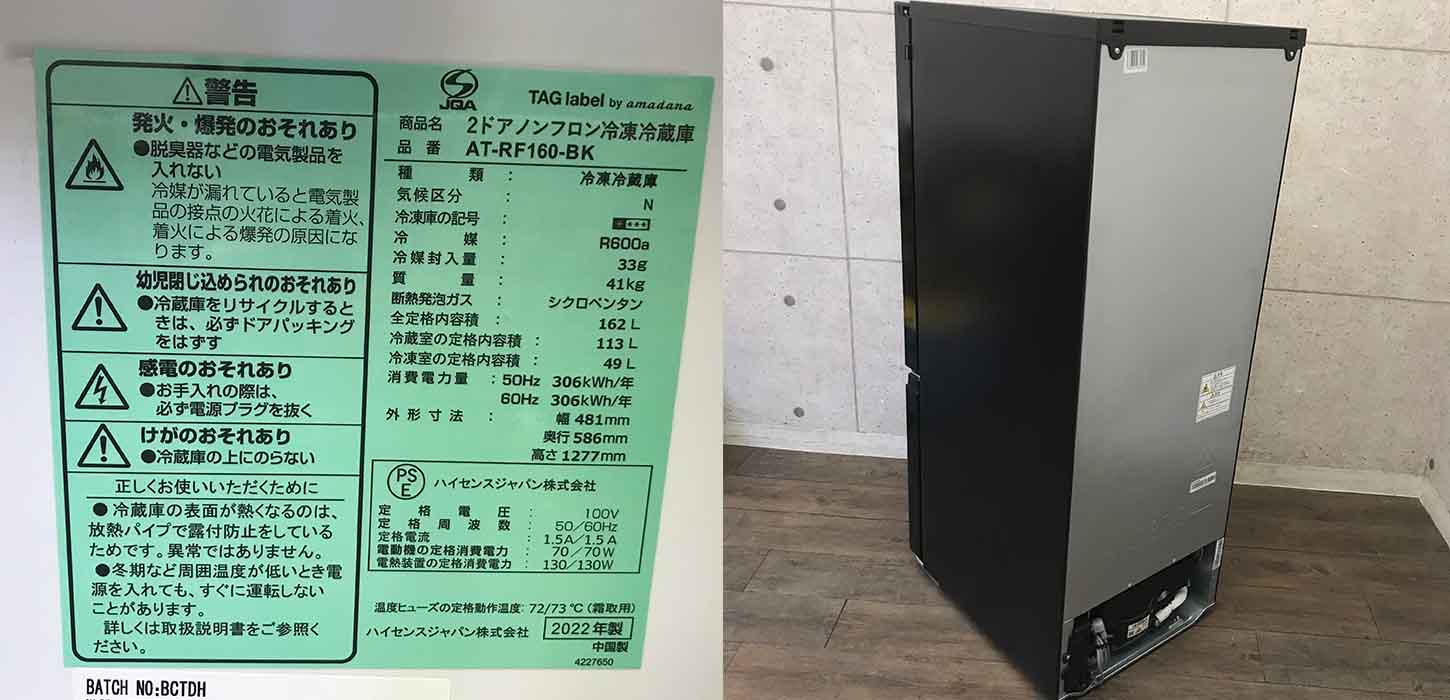 警告
発火・爆発のおそれあり
●脱臭器などの電気製品を
入れない
冷媒が漏れていると電気製
品の接点の火花による着火、
着火による爆発の原因にな
ります。
幼児閉じ込められのおそれあり
●冷蔵庫をリサイクルすると
きは、必ずドアパッキング
をはずす
感電のおそれあり
●お手入れの際は、
必ず電源プラグを抜く
けがのおそれあり
●冷蔵庫の上にのらない
正しくお使いいただくために
●冷蔵庫の表面が熱くなるのは、
放熱パイプで露付防止をしている
ためです。異常ではありません。
●冬期など周囲温度が低いとき電
源を入れても、すぐに運転しない
ことがあります。
詳しくは取扱説明書をご参照く
ださい。
JQA
TAG label by amadana
商品名 2ドアノンフロン冷凍冷蔵庫
品番 AT-RF160-BK
種類 : 冷凍冷蔵庫
気候区分 : N
冷凍庫の記号 : ****
冷媒 : R600a
冷媒封入量 : 33g
質量 : 41kg
断熱発泡ガス : シクロペンタン
全定格内容積 : 162 L
冷蔵室の定格内容積 : 113 L
冷凍室の定格内容積 : 49 L
消費電力量 : 50Hz 306kWh/年
60Hz 306kWh/年
外形寸法 : 幅 481mm
奥行 586mm
高さ 1277mm
PSE ハイセンスジャパン株式会社
定格電圧 : 100V
定格周波数 : 50/60Hz
定格電流 : 1.5A/1.5A
電動機の定格消費電力 : 70/70W
電熱装置の定格消費電力 : 130/130W
温度ヒューズの定格動作温度: 72/73℃(霜取用)
ハイセンスジャパン株式会社 2022年製
中国製
4227650
BATCH NO:BCTDH